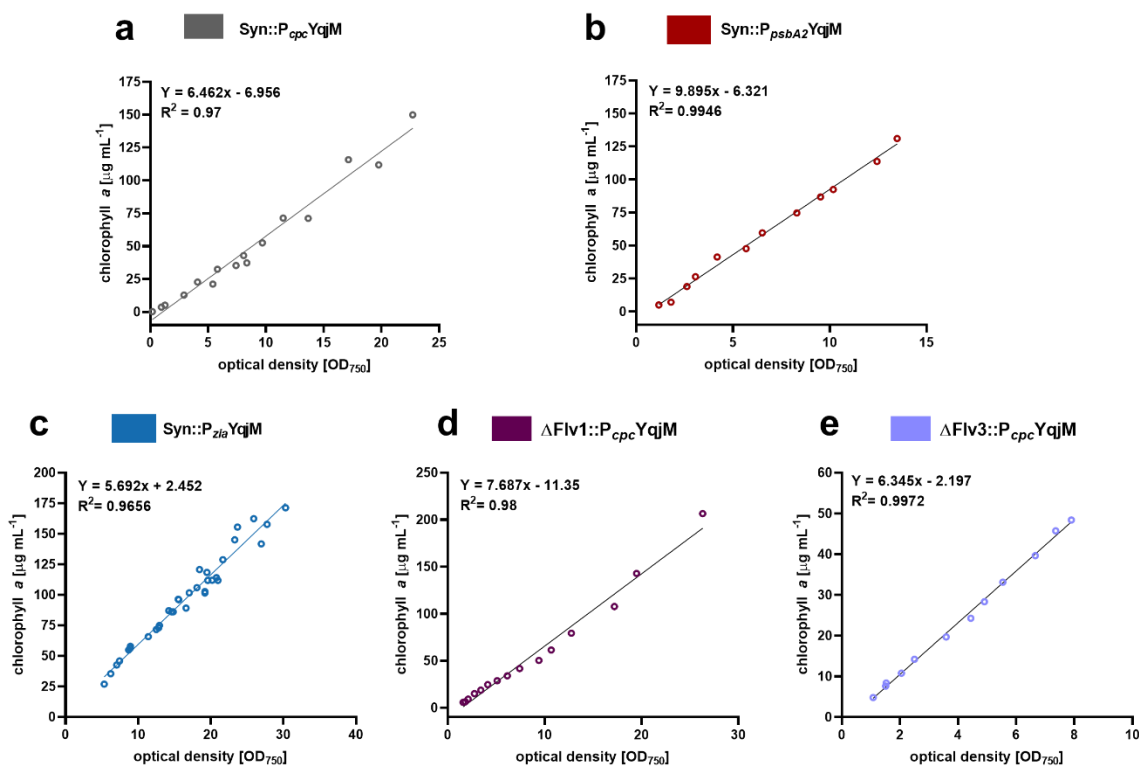 a Syn::PcpcYqjM
Y = 6.462x - 6.956
R2 = 0.97
chlorophyll a [µg mL-1]
175
150
125
100
75
50
25
0
0 5 10 15 20 25
optical density [OD750]
b Syn::PpsbA2YqjM
Y = 9.895x - 6.321
R2= 0.9946
chlorophyll a [µg mL-1]
175
150
125
100
75
50
25
0
0 5 10 15
optical density [OD750]
c Syn::PziaYqjM
Y = 5.692x + 2.452
R2= 0.9656
chlorophyll a [µg mL-1]
200
175
150
125
100
75
50
25
0
0 10 20 30 40
optical density [OD750]
d ΔFlv1::PcpcYqjM
Y = 7.687x - 11.35
R2 = 0.98
chlorophyll a [µg mL-1]
250
200
150
100
50
0
0 10 20 30
optical density [OD750]
e ΔFlv3::PcpcYqjM
Y = 6.345x - 2.197
R2 = 0.9972
chlorophyll a [µg mL-1]
60
50
40
30
20
10
0
0 2 4 6 8 10
optical density [OD750]